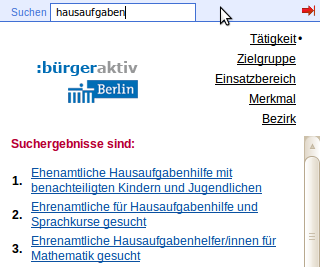 Suchen hausaufgaben
Tätigkeit •
Zielgruppe
Einsatzbereich
Merkmal
Bezirk
:bürgeraktiv
Berlin
Suchergebnisse sind:
1. Ehenamtliche Hausaufgabenhilfe mit
benachteiligten Kindern und Jugendlichen
2. Ehrenamtliche für Hausaufgabenhilfe und
Sprachkurse gesucht
3. Ehrenamtliche Hausaufgabenhelfer/innen für
Mathematik gesucht